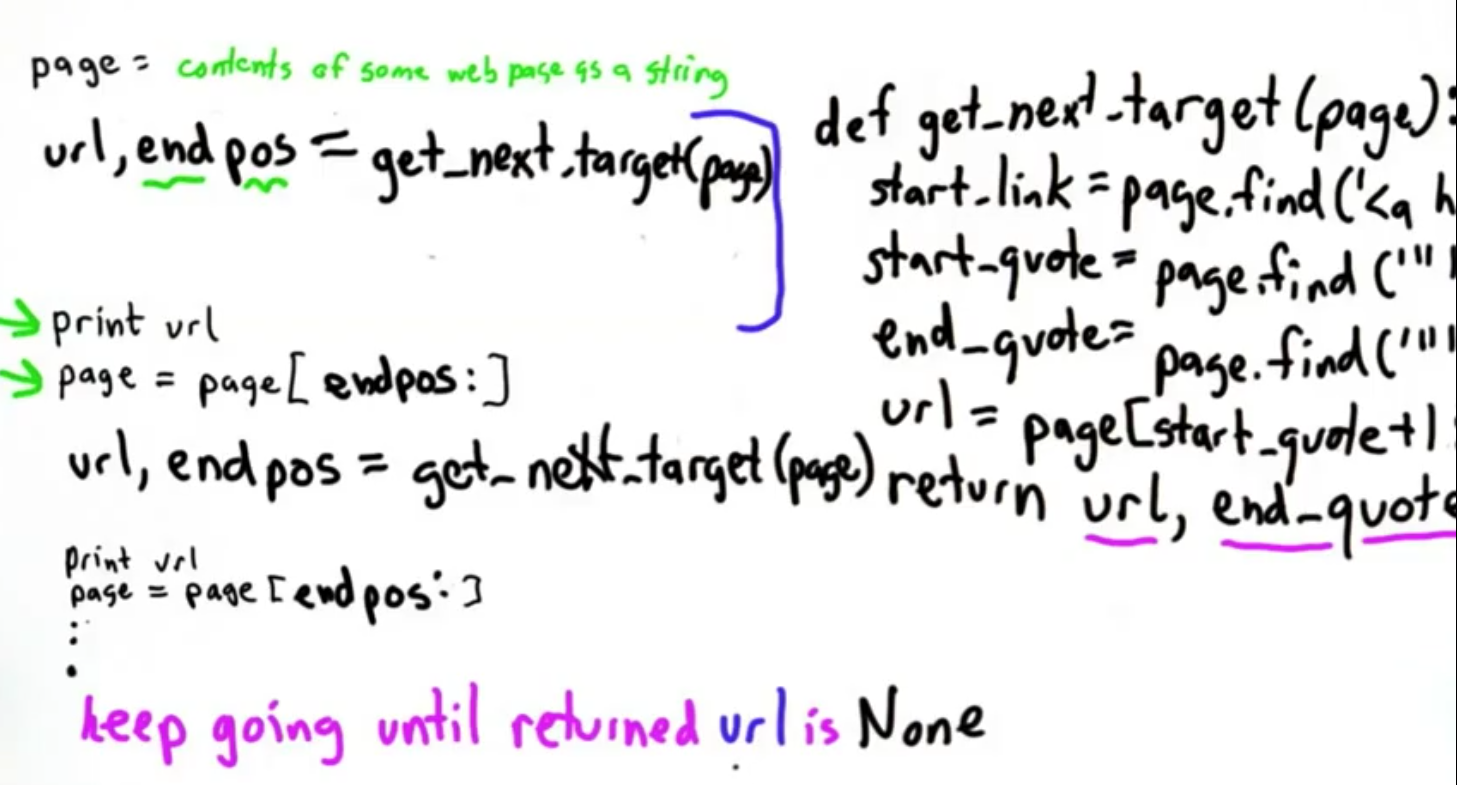 page = contents of some web page as a string
url, endpos = get_next_target(page)
print url
page = page[endpos:]
url, endpos = get_next_target(page)
print url
page = page[endpos:]
:
.
keep going until returned url is None
def get_next_target(page):
start_link = page.find('<a h
start_quote = page.find('"'
end_quote= page.find('"'
url = page[start_quote+1:
return url, end_quote